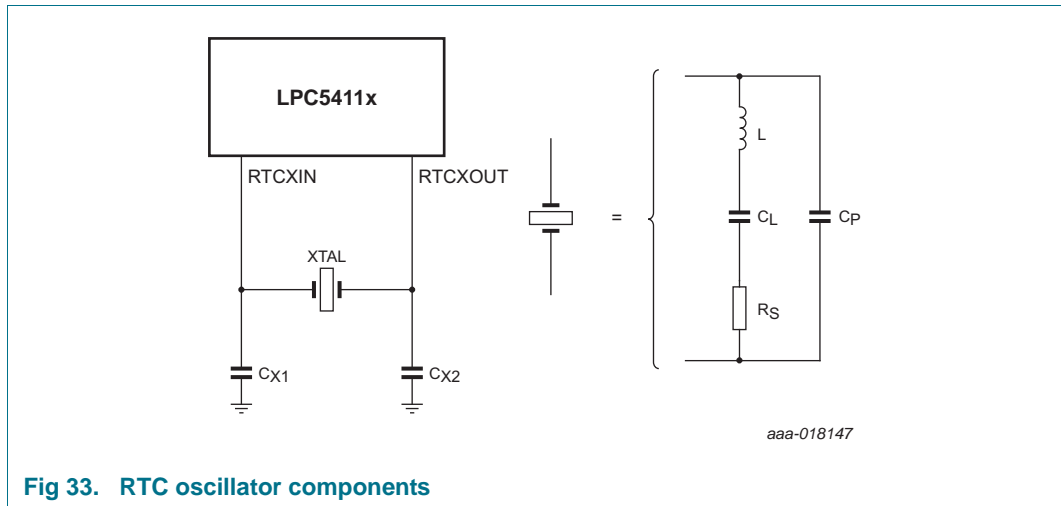 LPC5411x
RTCXIN
RTCXOUT
XTAL
CX1
CX2
=
L
CL
CP
RS
aaa-018147
Fig 33. RTC oscillator components